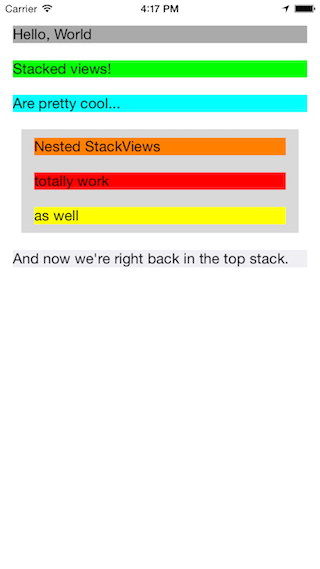 Carrier 4:17 PM
Hello, World
Stacked views!
Are pretty cool...
Nested StackViews
totally work
as well
And now we're right back in the top stack.